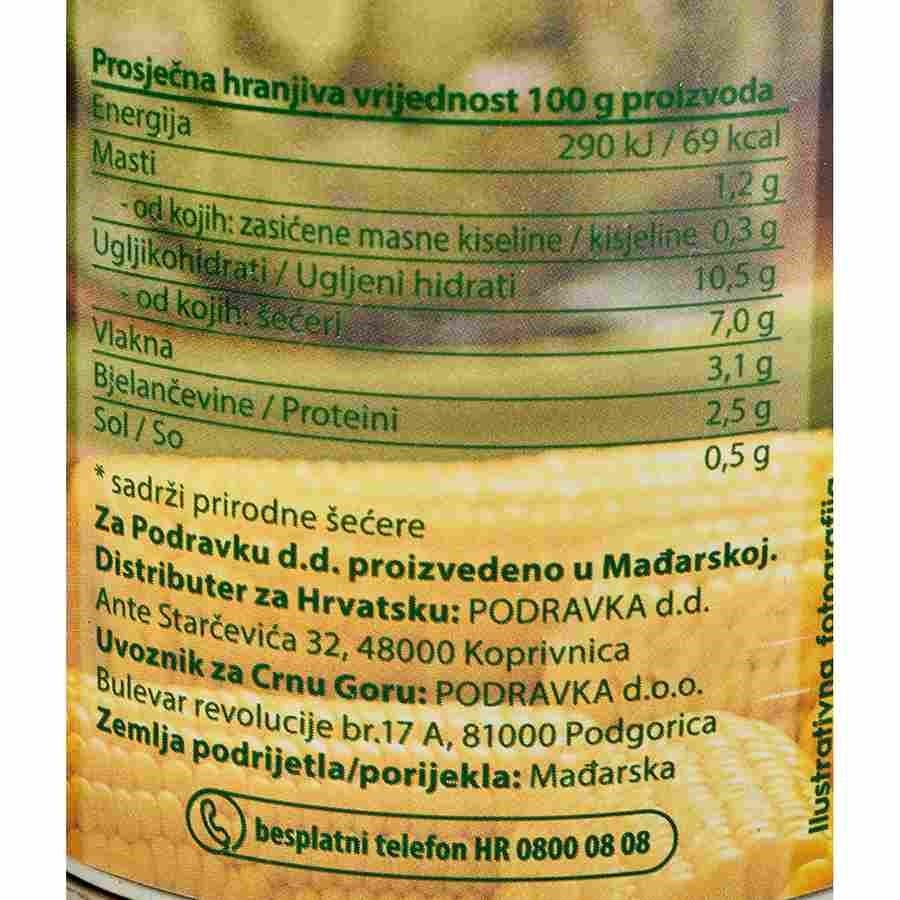 Prosječna hranjiva vrijednost 100 g proizvoda
Energija 290 kJ / 69 kcal
Masti 1,2 g
- od kojih: zasićene masne kiseline / kisjeline 0,3 g
Ugljikohidrati / Ugljeni hidrati 10,5 g
- od kojih: šećeri 7,0 g
Vlakna 3,1 g
Bjelančevine / Proteini 2,5 g
Sol / So 0,5 g
* sadrži prirodne šećere
Za Podravku d.d. proizvedeno u Mađarskoj.
Distributer za Hrvatsku: PODRAVKA d.d.
Ante Starčevića 32, 48000 Koprivnica
Uvoznik za Crnu Goru: PODRAVKA d.o.o.
Bulevar revolucije br.17 A, 81000 Podgorica
Zemlja podrijetla/porijekla: Mađarska
besplatni telefon HR 0800 08 08
Ilustrativna fotografija